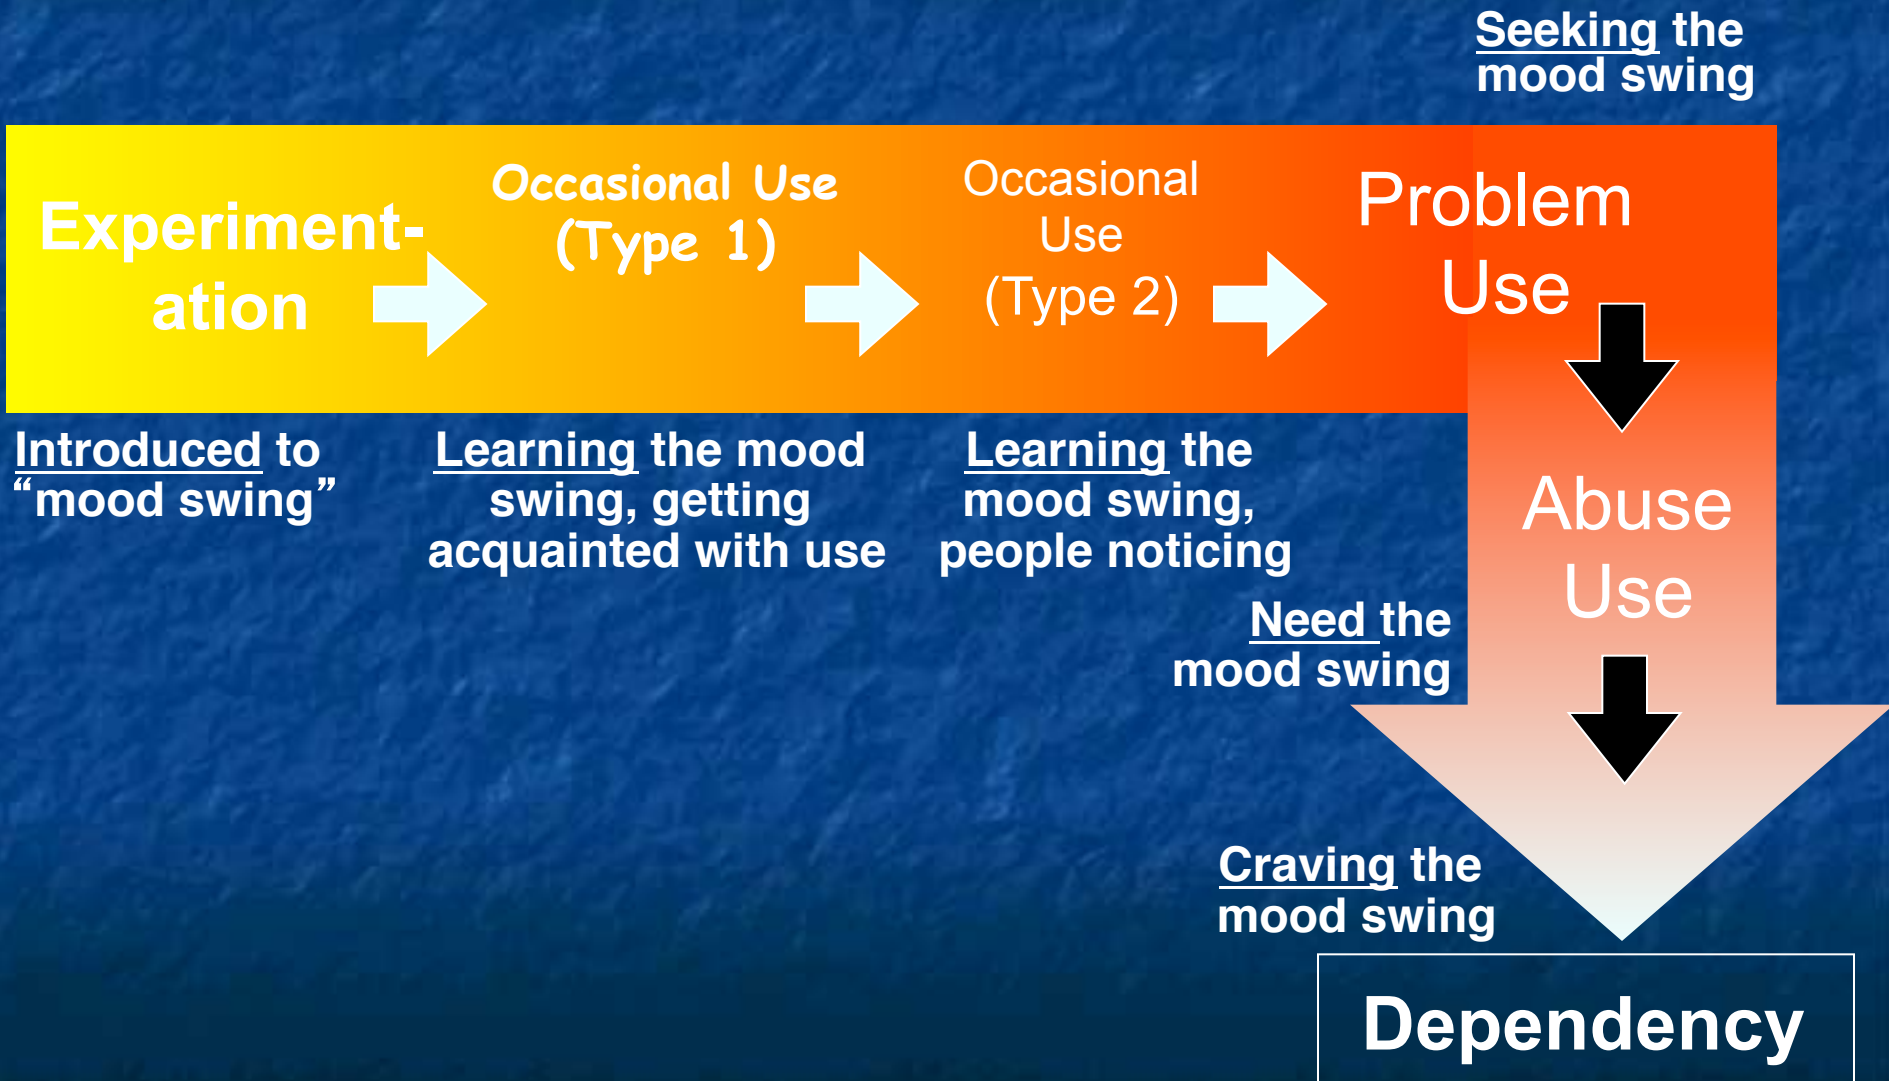 Seeking the
mood swing
Experiment-
ation
Occasional Use
(Type 1)
Occasional
Use
(Type 2)
Problem
Use
Introduced to
“mood swing”
Learning the mood
swing, getting
acquainted with use
Learning the
mood swing,
people noticing
Abuse
Use
Need the
mood swing
Craving the
mood swing
Dependency